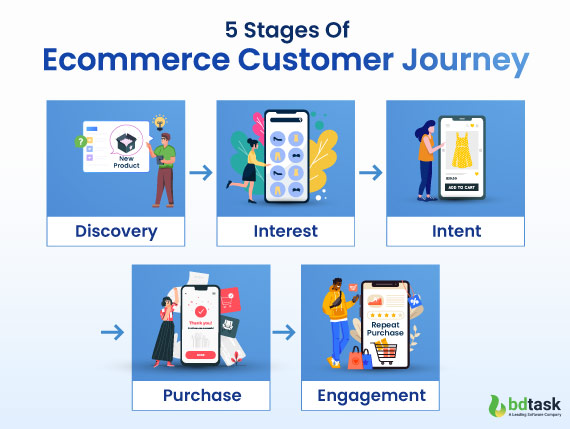 5 Stages Of
Ecommerce Customer Journey
?
New
Product
Discovery
Interest
ADD TO CART
Intent
Thank you!
Purchase
Repeat
Purchase
Engagement
bdtask
A Leading Software Company